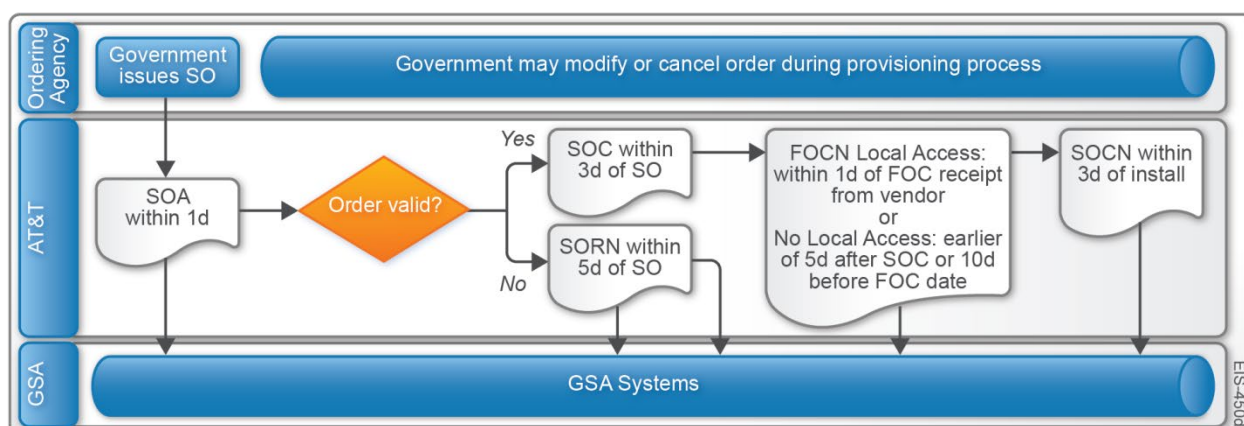 Ordering
Agency
Government
issues SO
Government may modify or cancel order during provisioning process
AT&T
SOA
within 1d
Order valid?
Yes
No
SOC within
3d of SO
SORN within
5d of SO
FOCN Local Access:
within 1d of FOC receipt
from vendor
or
No Local Access: earlier
of 5d after SOC or 10d
before FOC date
SOCN within
3d of install
GSA
GSA Systems
EIS-450d